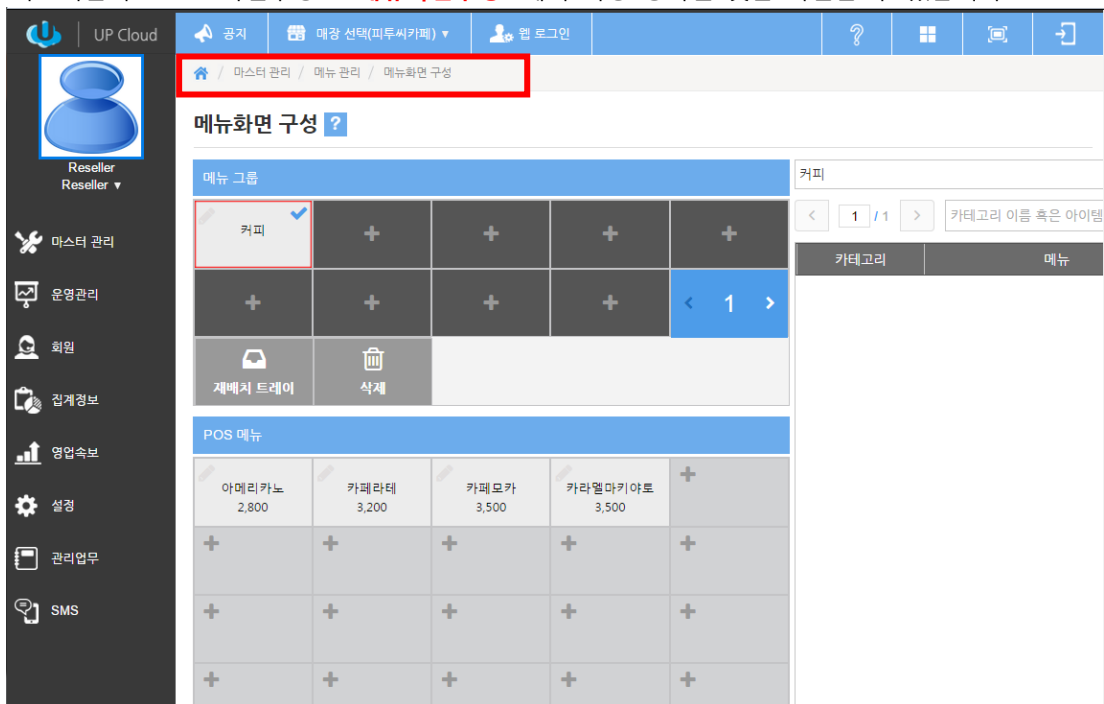 UP Cloud
공지
매장 선택(피투씨카페) ▼
웹 로그인
/ 마스터 관리 / 메뉴 관리 / 메뉴화면 구성
메뉴화면 구성 ?
Reseller
Reseller ▼
마스터 관리
운영관리
회원
집계정보
영업속보
설정
관리업무
SMS
메뉴 그룹
커피
< 1 >
재배치 트레이
삭제
POS 메뉴
아메리카노
2,800
카페라테
3,200
카페모카
3,500
카라멜마키야토
3,500
커피
< 1 / 1 >
카테고리 이름 혹은 아이템
카테고리
메뉴